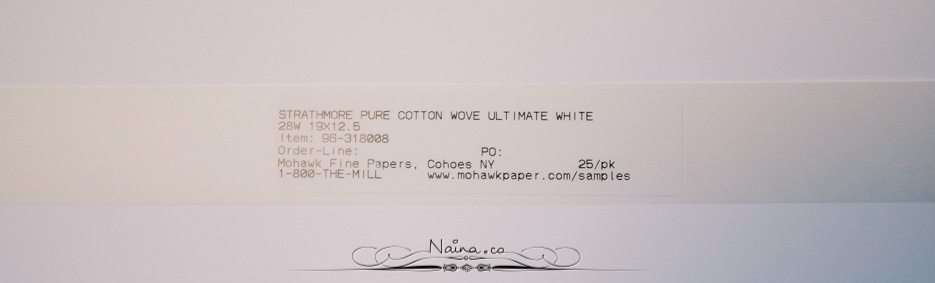 STRATHMORE PURE COTTON WOVE ULTIMATE WHITE
28W 19X12.5
Item: 96-318008
Order-Line: PO:
Mohawk Fine Papers, Cohoes NY 25/pk
1-800-THE-MILL www.mohawkpaper.com/samples
Naina.co